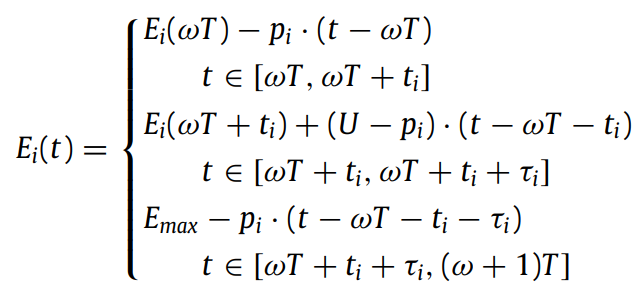 E_i(ωT) − p_i · (t − ωT)
t ∈ [ωT, ωT + t_i]
E_i(ωT + t_i) + (U − p_i) · (t − ωT − t_i)
E_i(t) =
t ∈ [ωT + t_i, ωT + t_i + τ_i]
E_max − p_i · (t − ωT − t_i − τ_i)
t ∈ [ωT + t_i + τ_i, (ω + 1)T]